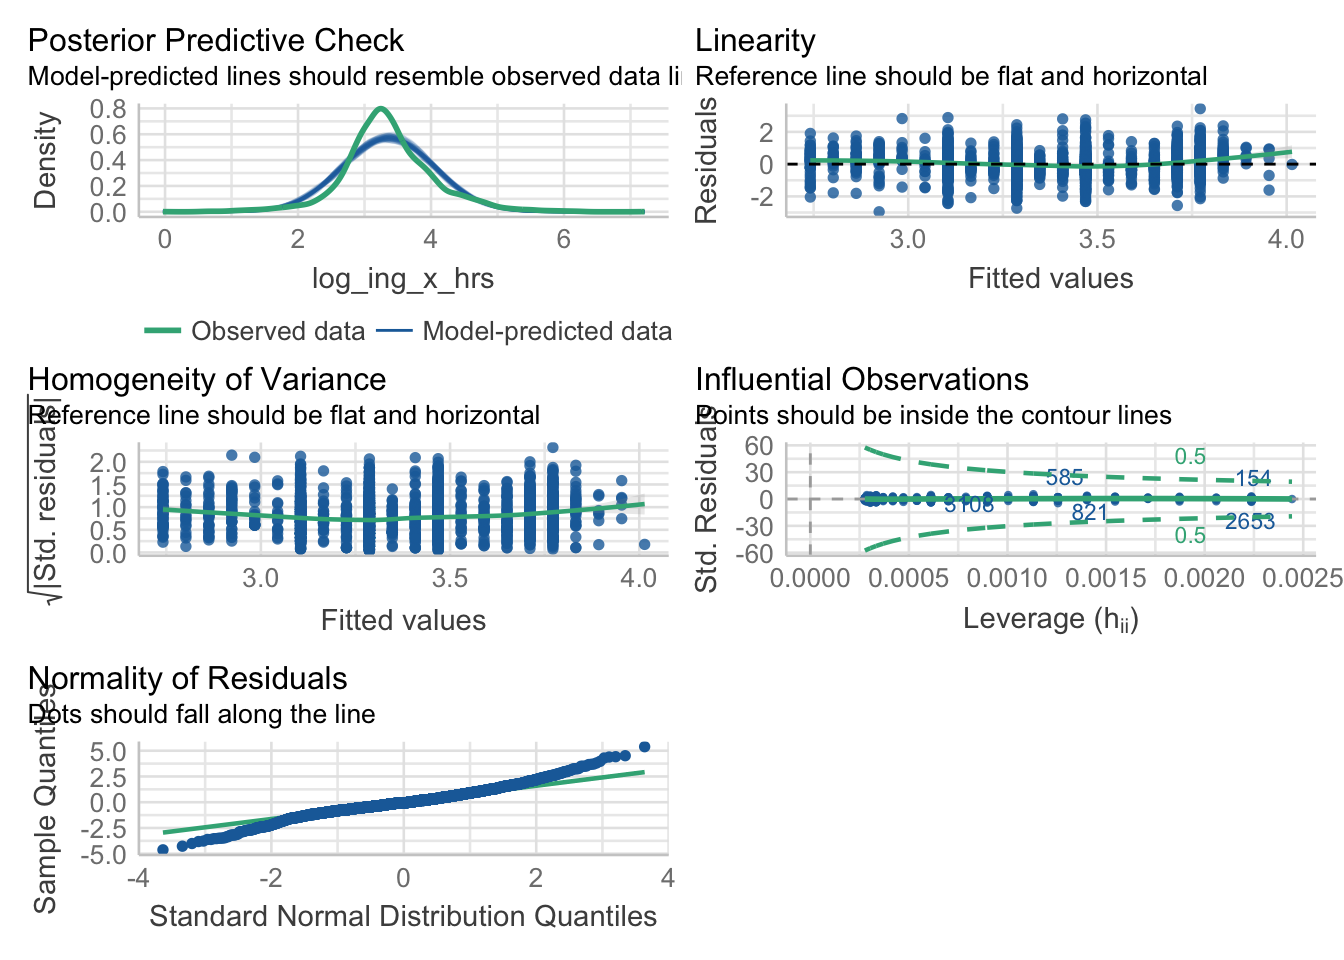 Posterior Predictive Check
Model-predicted lines should resemble observed data li
Density
0.8
0.6
0.4
0.2
0.0
0 2 4 6
log_ing_x_hrs
Observed data Model-predicted data
Linearity
Reference line should be flat and horizontal
Residuals
2
0
-2
3.0 3.5 4.0
Fitted values
Homogeneity of Variance
Reference line should be flat and horizontal
√|Std. residuals|
2.0
1.5
1.0
0.5
0.0
3.0 3.5 4.0
Fitted values
Influential Observations
Points should be inside the contour lines
Std. Residuals
60
30
0
-30
-60
0.5
585
154
5108
821
2653
0.5
0.0000 0.0005 0.0010 0.0015 0.0020 0.0025
Leverage (hii)
Normality of Residuals
Dots should fall along the line
Sample Quantiles
5.0
2.5
0.0
-2.5
-5.0
-4 -2 0 2 4
Standard Normal Distribution Quantiles